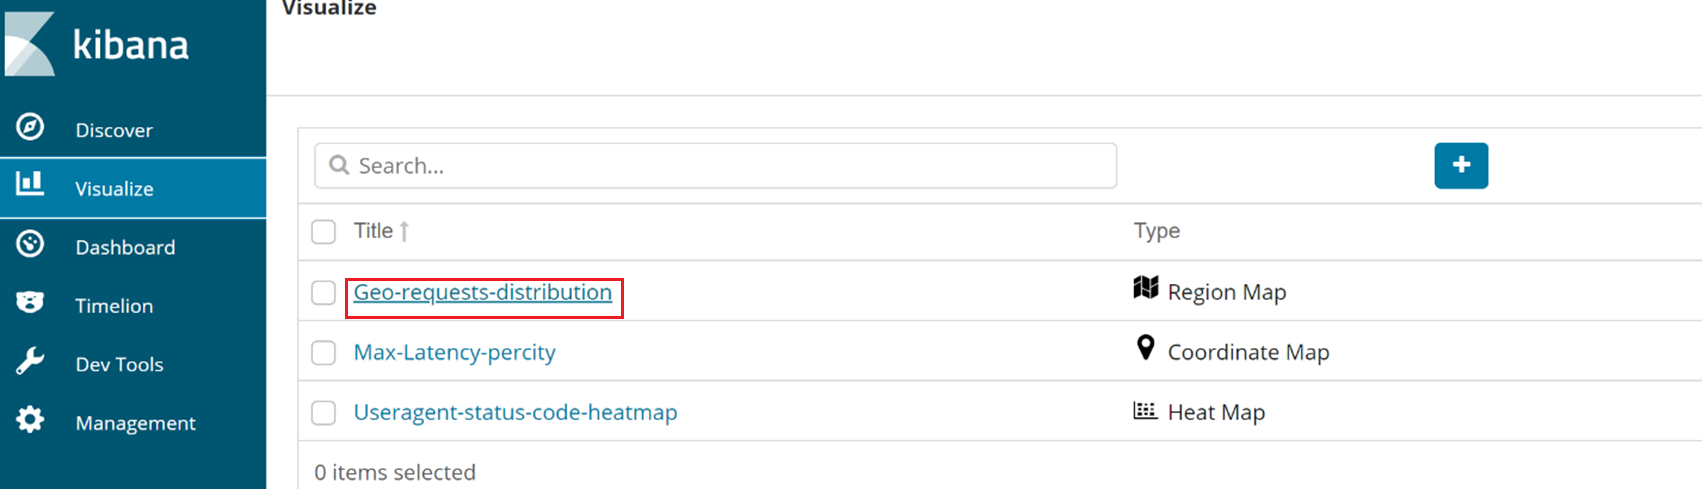 Visualize
kibana
Discover
Visualize
Dashboard
Timelion
Dev Tools
Management
Search...
+
Title ↑ Type
Geo-requests-distribution Region Map
Max-Latency-percity Coordinate Map
Useragent-status-code-heatmap Heat Map
0 items selected